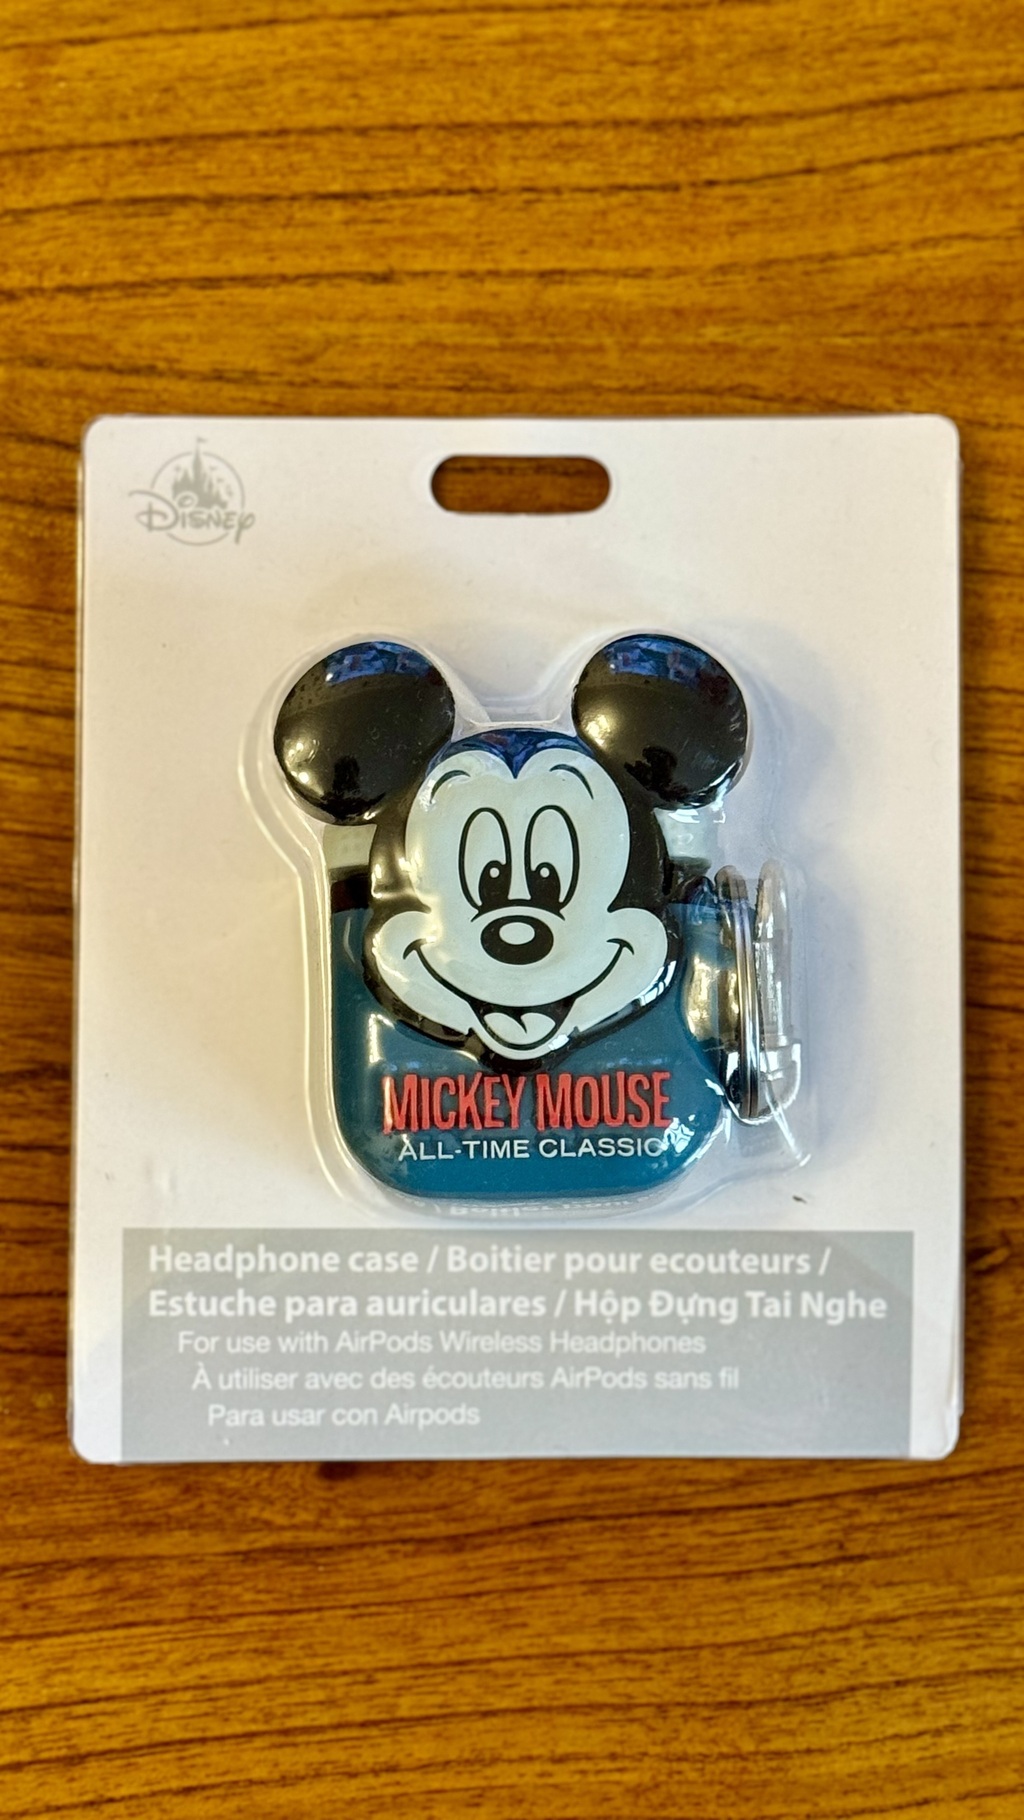 Disney
MICKEY MOUSE
ALL-TIME CLASSIC
Headphone case / Boitier pour ecouteurs /
Estuche para auriculares / Hộp Đựng Tai Nghe
For use with AirPods Wireless Headphones
À utiliser avec des écouteurs AirPods sans fil
Para usar con Airpods